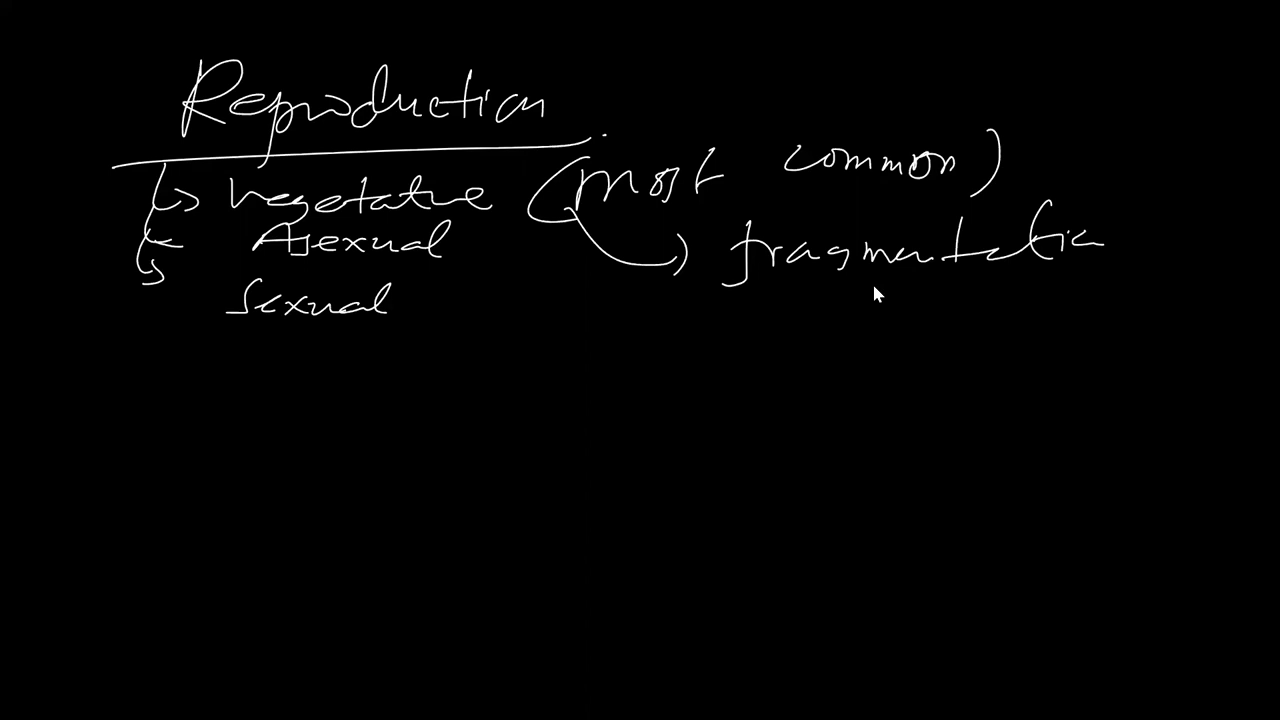 Reproduction
Vegetative (most common)
Asexual
fragmentation
Sexual